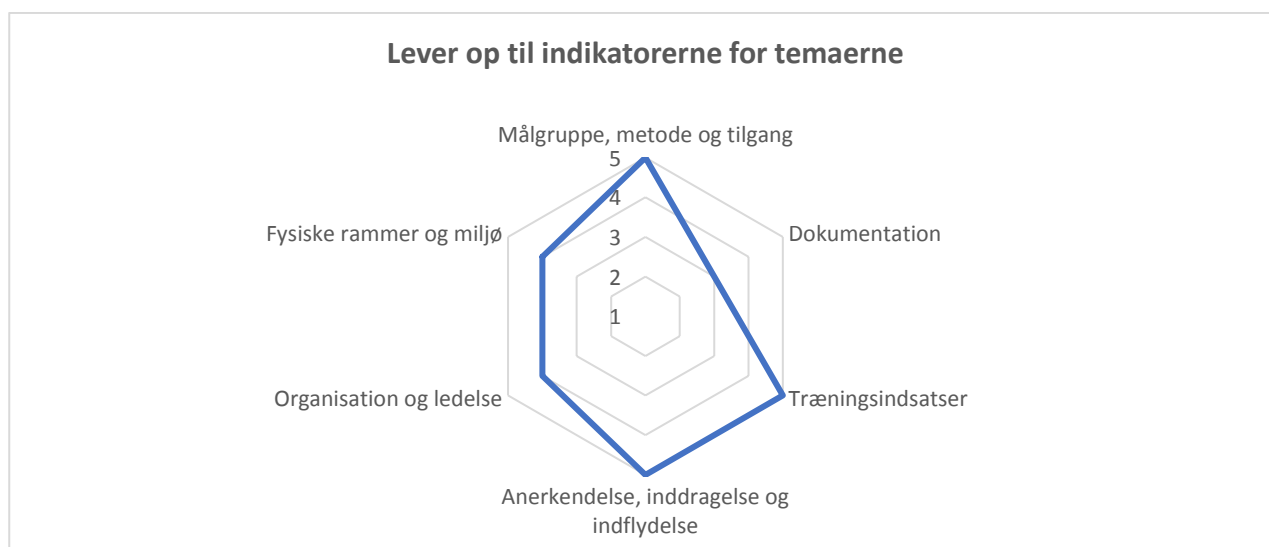 Lever op til indikatorerne for temaerne
Målgruppe, metode og tilgang
5
4
3
2
1
Fysiske rammer og miljø
Dokumentation
Organisation og ledelse
Træningsindsatser
Anerkendelse, inddragelse og
indflydelse